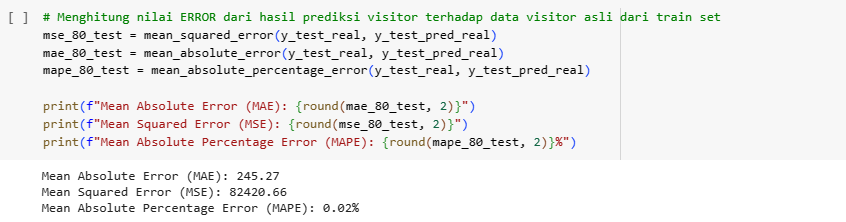 [ ] # Menghitung nilai ERROR dari hasil prediksi visitor terhadap data visitor asli dari train set
mse_80_test = mean_squared_error(y_test_real, y_test_pred_real)
mae_80_test = mean_absolute_error(y_test_real, y_test_pred_real)
mape_80_test = mean_absolute_percentage_error(y_test_real, y_test_pred_real)
print(f"Mean Absolute Error (MAE): {round(mae_80_test, 2)}")
print(f"Mean Squared Error (MSE): {round(mse_80_test, 2)}")
print(f"Mean Absolute Percentage Error (MAPE): {round(mape_80_test, 2)}%")
Mean Absolute Error (MAE): 245.27
Mean Squared Error (MSE): 82420.66
Mean Absolute Percentage Error (MAPE): 0.02%